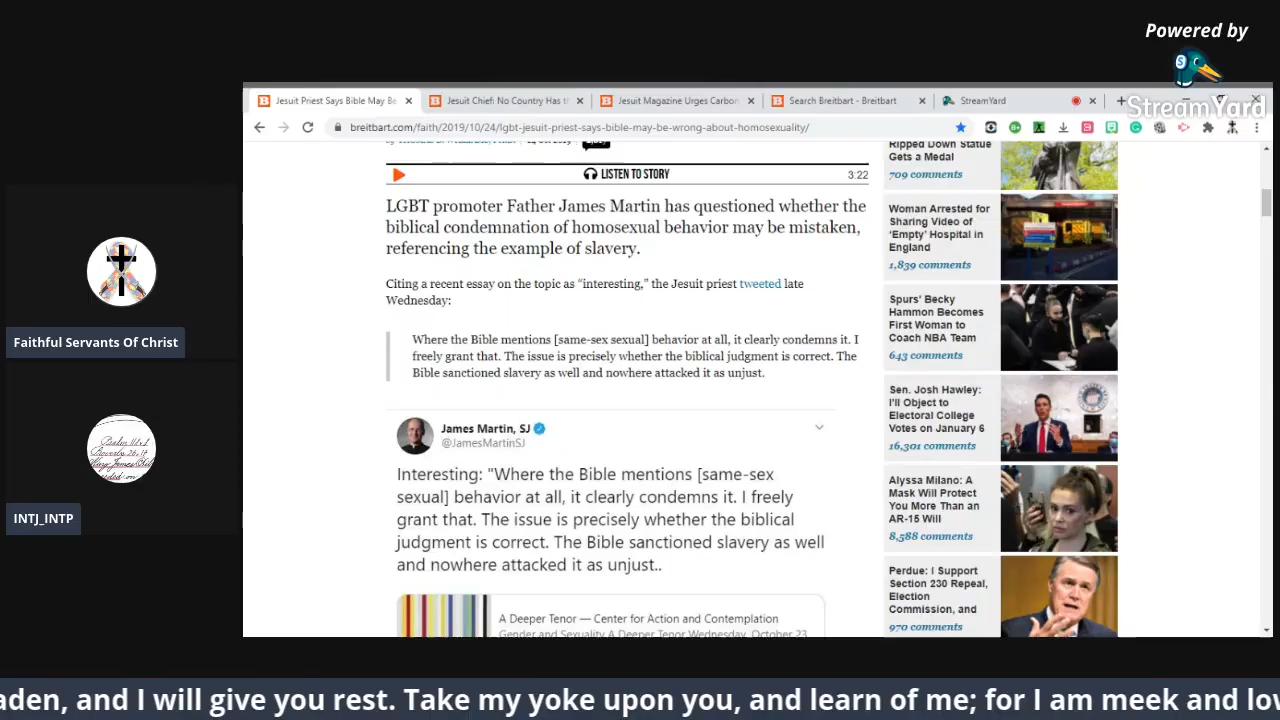 Powered by
StreamYard
Jesuit Priest Says Bible May Be
Jesuit Chief: No Country Has th
Jesuit Magazine Urges Carbon
Search Breitbart - Breitbart
StreamYard
breitbart.com/faith/2019/10/24/lgbt-jesuit-priest-says-bible-may-be-wrong-about-homosexuality/
LISTEN TO STORY
3:22
LGBT promoter Father James Martin has questioned whether the
biblical condemnation of homosexual behavior may be mistaken,
referencing the example of slavery.
Citing a recent essay on the topic as “interesting,” the Jesuit priest tweeted late
Wednesday:
Where the Bible mentions [same-sex sexual] behavior at all, it clearly condemns it. I
freely grant that. The issue is precisely whether the biblical judgment is correct. The
Bible sanctioned slavery as well and nowhere attacked it as unjust.
James Martin, SJ
@JamesMartinSJ
Interesting: "Where the Bible mentions [same-sex
sexual] behavior at all, it clearly condemns it. I freely
grant that. The issue is precisely whether the biblical
judgment is correct. The Bible sanctioned slavery as well
and nowhere attacked it as unjust..
A Deeper Tenor — Center for Action and Contemplation
Gender and Sexuality A Deeper Tenor Wednesday, October 23
Ripped Down Statue
Gets a Medal
709 comments
Woman Arrested for
Sharing Video of
‘Empty’ Hospital in
England
1,839 comments
Spurs' Becky
Hammon Becomes
First Woman to
Coach NBA Team
643 comments
Sen. Josh Hawley:
I'll Object to
Electoral College
Votes on January 6
16,301 comments
Alyssa Milano: A
Mask Will Protect
You More Than an
AR-15 Will
8,588 comments
Perdue: I Support
Section 230 Repeal,
Election
Commission, and
970 comments
Faithful Servants Of Christ
INTJ_INTP
aden, and I will give you rest. Take my yoke upon you, and learn of me; for I am meek and lov